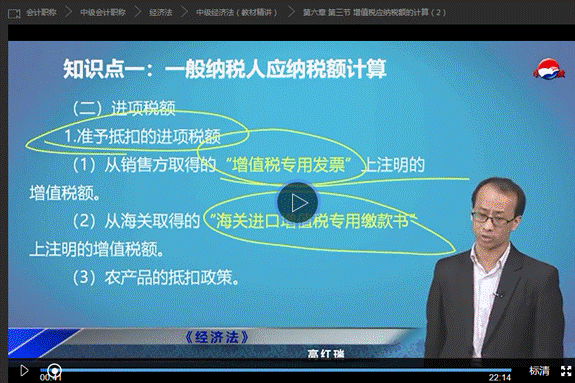 会计职称 > 中级会计职称 > 经济法 > 中级经济法(教材精讲) > 第六章 第三节 增值税应纳税额的计算(2)
知识点一:一般纳税人应纳税额计算
(二)进项税额
1.准予抵扣的进项税额
(1)从销售方取得的“增值税专用发票”上注明的
增值税额。
(2)从海关取得的“海关进口增值税专用缴款书”
上注明的增值税额。
(3)农产品的抵扣政策。
《经济法》
高红瑞
00:41
22:14
标清